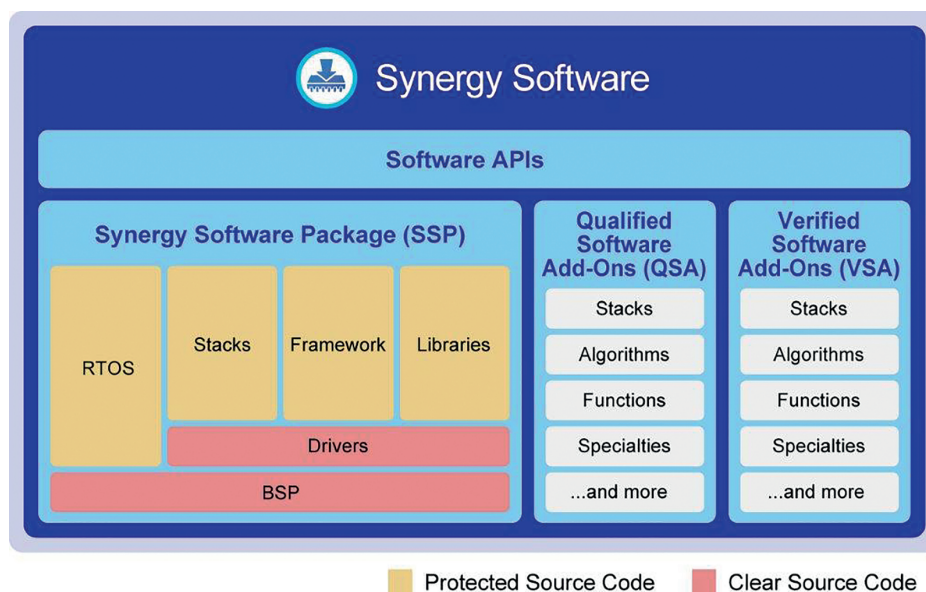 Synergy Software
Software APIs
Synergy Software Package (SSP)
RTOS
Stacks
Framework
Libraries
Drivers
BSP
Qualified
Software
Add-Ons (QSA)
Stacks
Algorithms
Functions
Specialties
...and more
Verified
Software
Add-Ons (VSA)
Stacks
Algorithms
Functions
Specialties
...and more
Protected Source Code
Clear Source Code